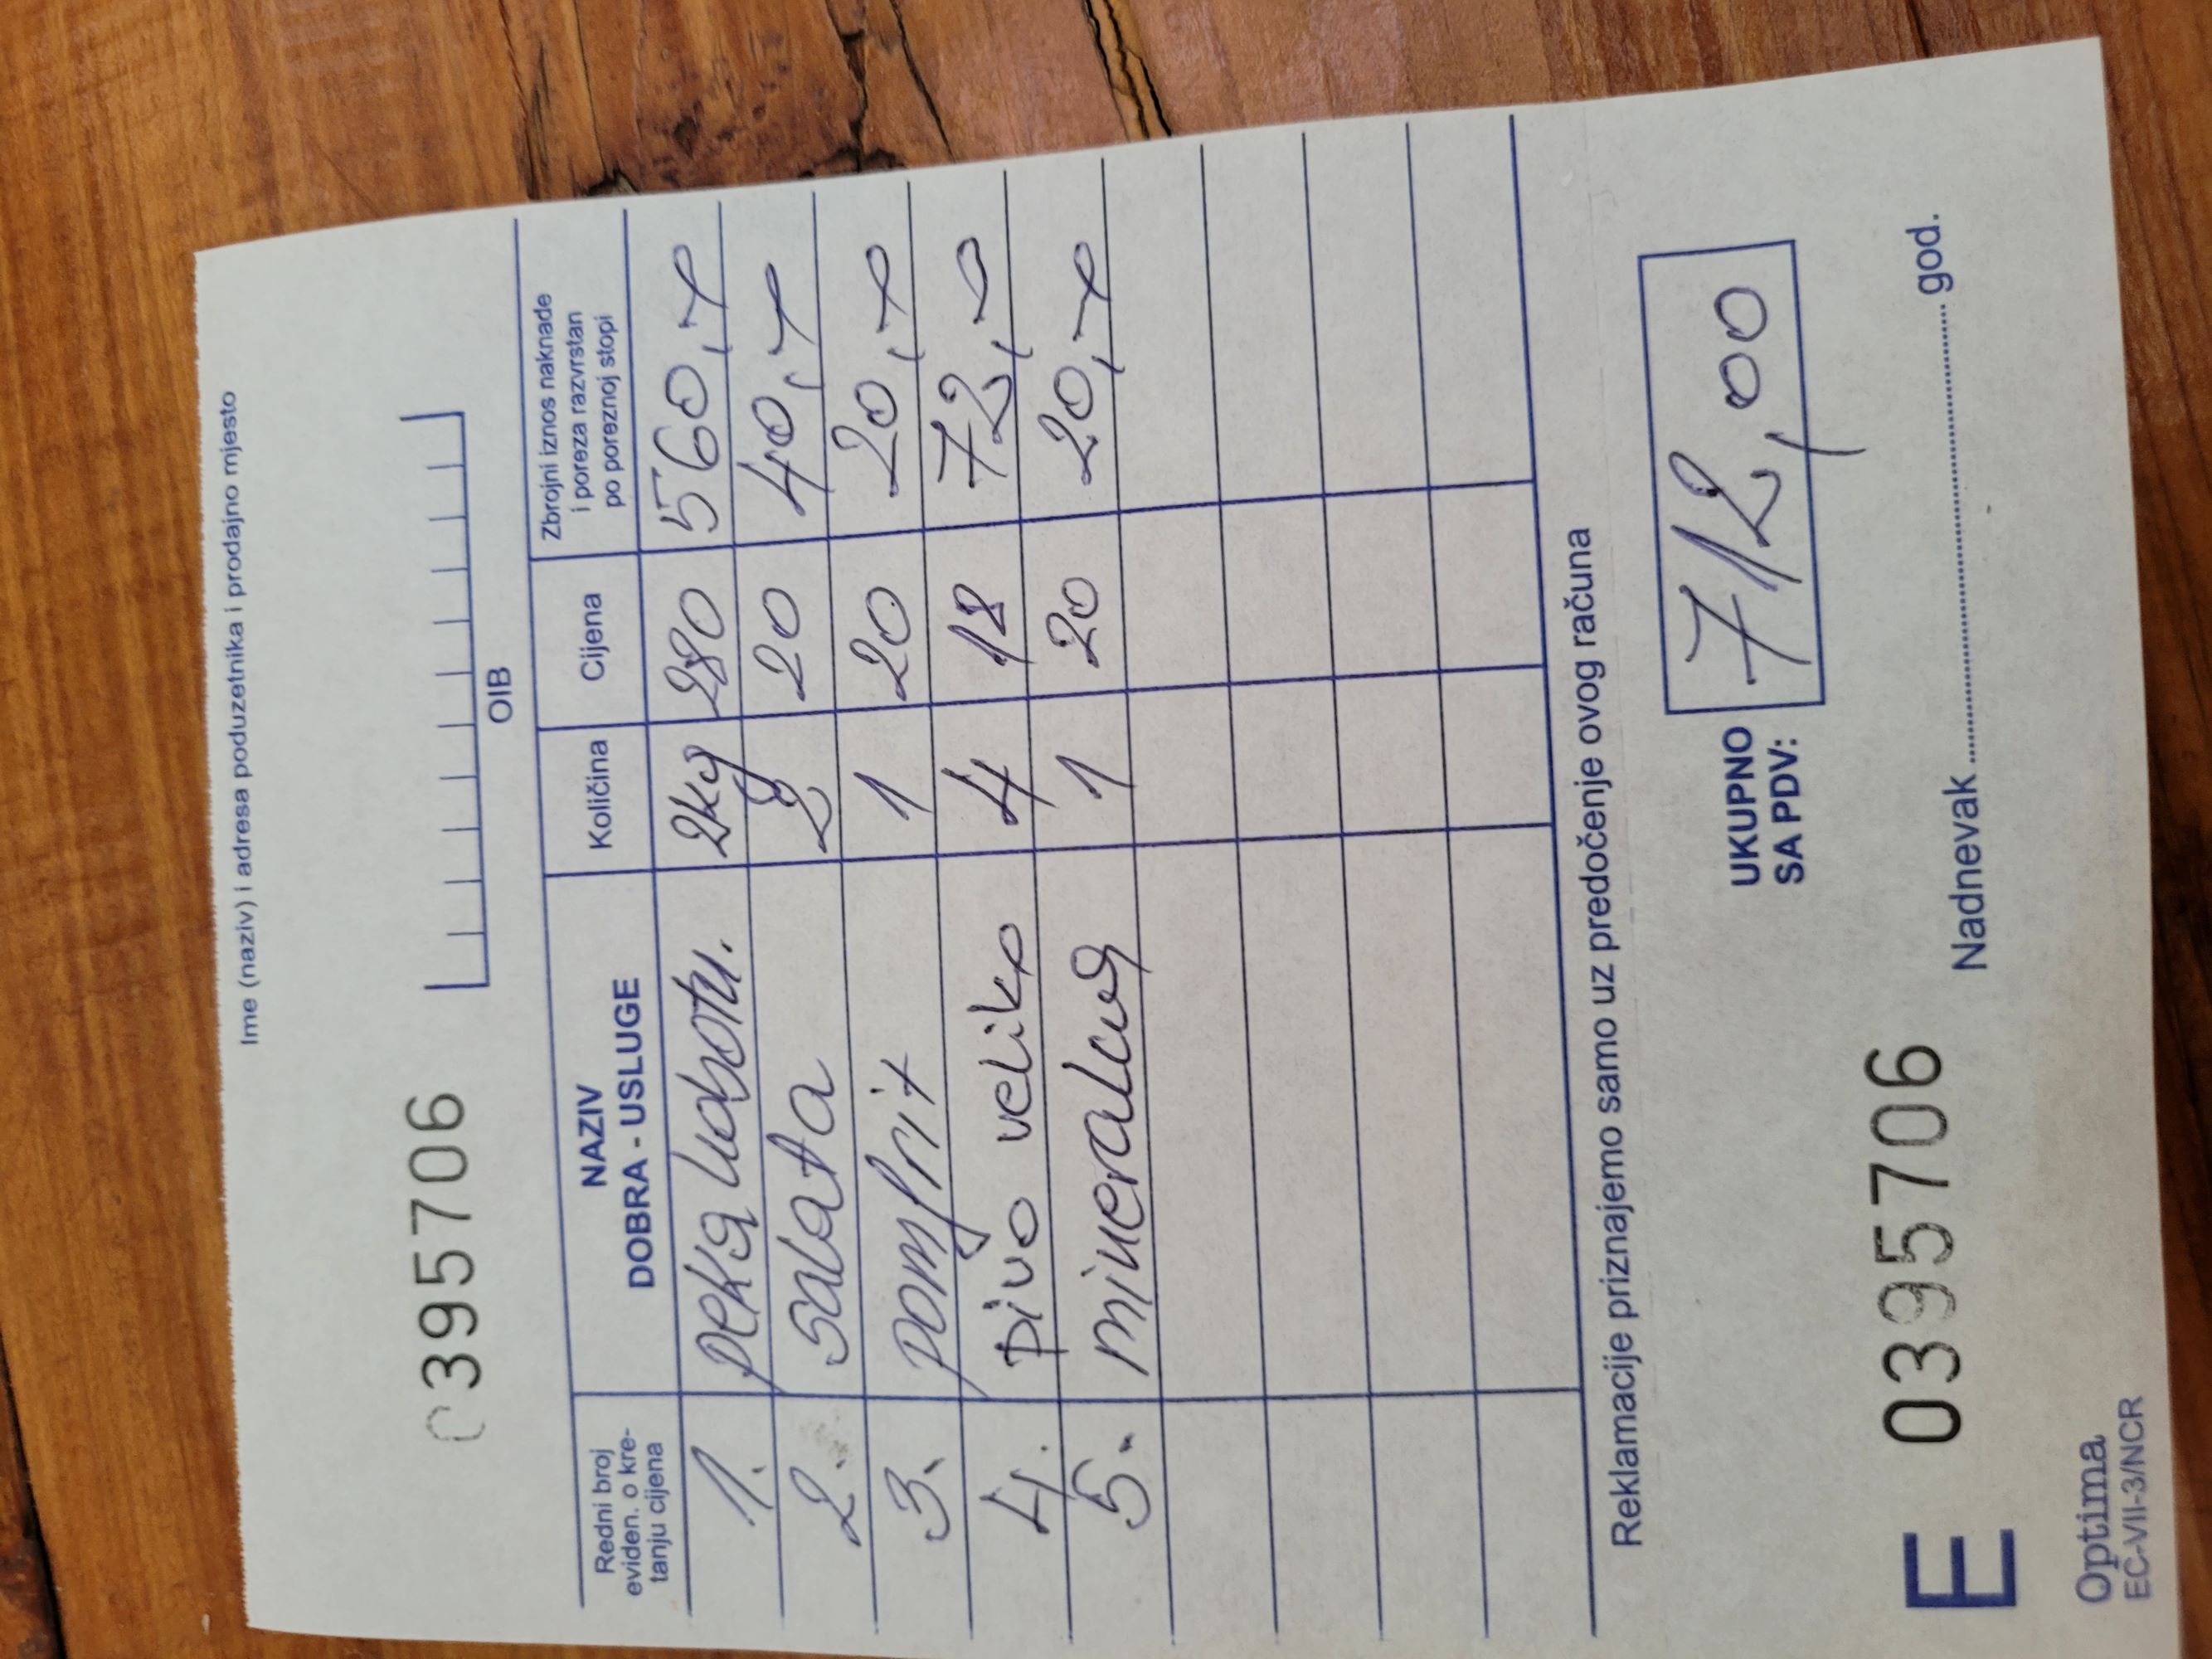 Ime (naziv) i adresa poduzetnika i prodajno mjesto
0395706
OIB
Redni broj eviden. o kre- tanju cijena NAZIV DOBRA - USLUGE Količina Cijena Zbrojni iznos naknade i poreza razvrstan po poreznoj stopi
1. peka hobotn. 2kg 280 560,-
2. salata 2 20 40,-
3. pomfrit 1 20 20,-
4. pivo veliko 4 18 72,-
5. mineralna 1 20 20,-
Reklamacije priznajemo samo uz predočenje ovog računa
UKUPNO SA PDV: 712,00
E 0395706 Nadnevak ........................ god.
Optima
EC-VII-3/NCR